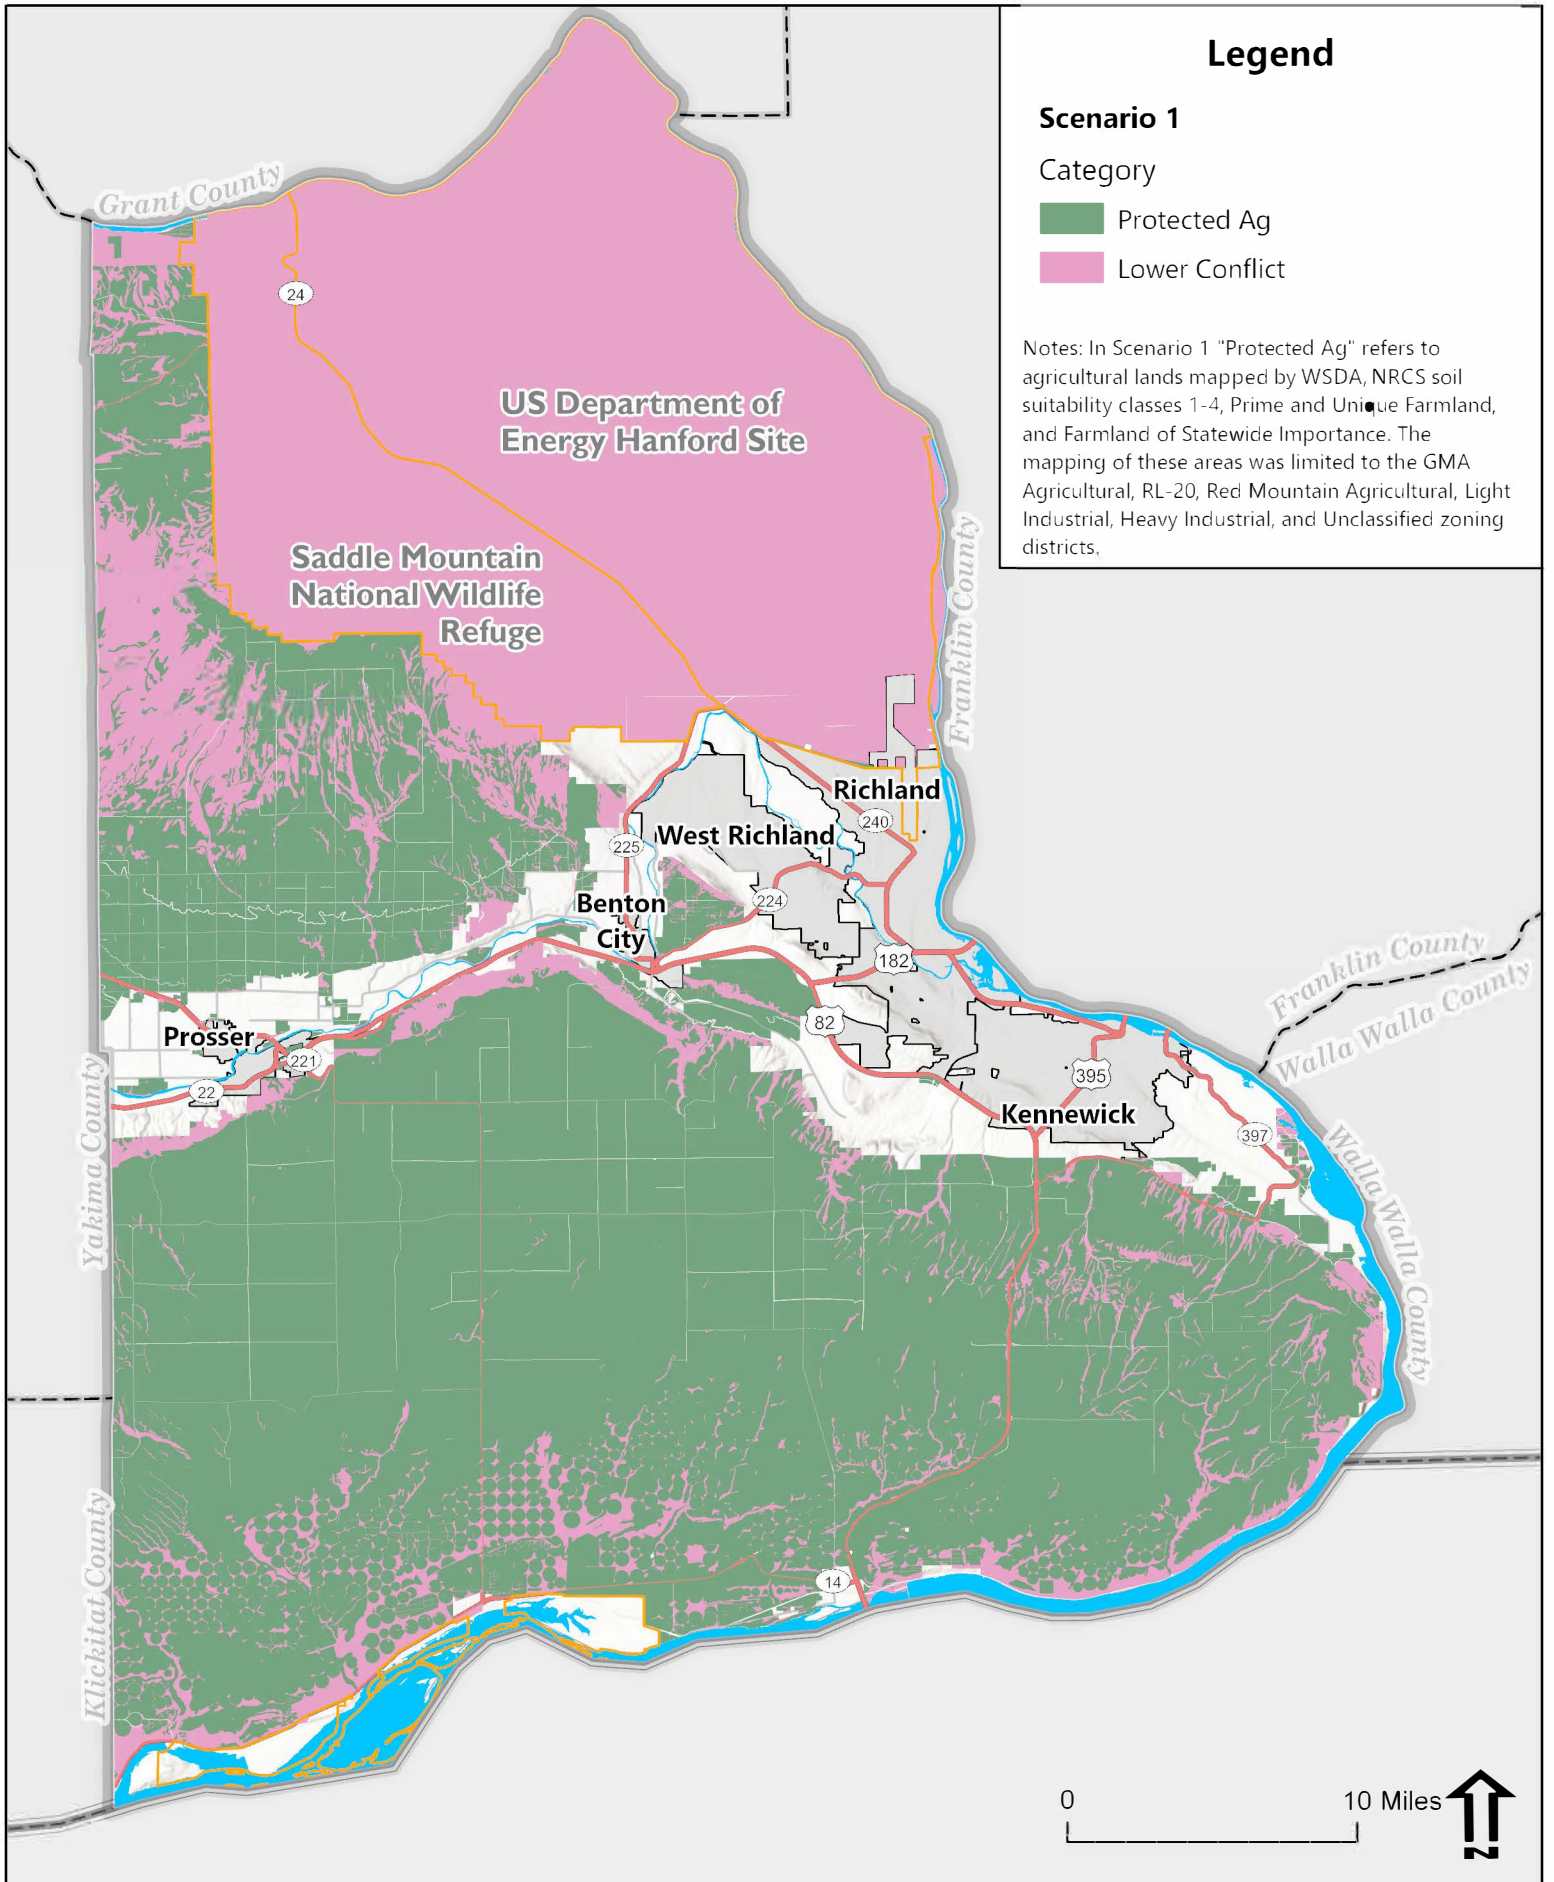 Legend
Scenario 1
Category
Protected Ag
Lower Conflict
Notes: In Scenario 1 "Protected Ag" refers to
agricultural lands mapped by WSDA, NRCS soil
suitability classes 1-4, Prime and Unique Farmland,
and Farmland of Statewide Importance. The
mapping of these areas was limited to the GMA
Agricultural, RL-20, Red Mountain Agricultural, Light
Industrial, Heavy Industrial, and Unclassified zoning
districts.
Grant County
24
US Department of
Energy Hanford Site
Saddle Mountain
National Wildlife
Refuge
Franklin County
Richland
240
West Richland
225
224
Benton
City
182
Franklin County
Walla Walla County
82
Prosser
221
22
395
Kennewick
397
Yakima County
Walla Walla County
Klickitat County
14
0
10 Miles
N